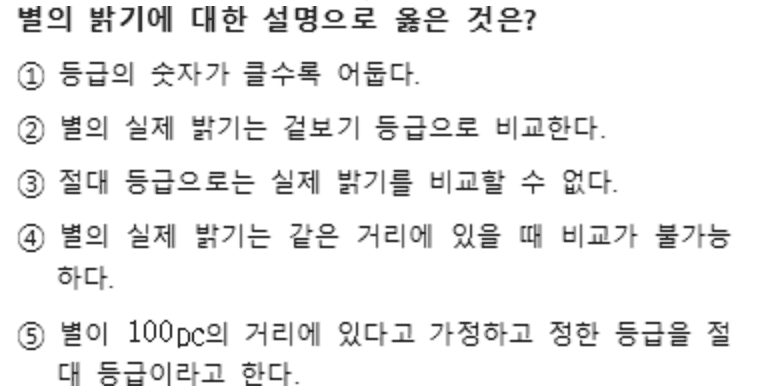 별의 밝기에 대한 설명으로 옳은 것은?
① 등급의 숫자가 클수록 어둡다.
② 별의 실제 밝기는 겉보기 등급으로 비교한다.
③ 절대 등급으로는 실제 밝기를 비교할 수 없다.
④ 별의 실제 밝기는 같은 거리에 있을 때 비교가 불가능
하다.
⑤ 별이 100pc의 거리에 있다고 가정하고 정한 등급을 절
대 등급이라고 한다.